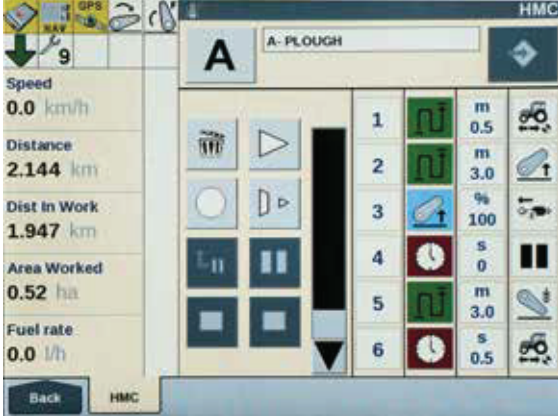 GPS
NAV
HMC
9
A
A- PLOUGH
Speed
0.0 km/h
Distance
2.144 km
Dist In Work
1.947 km
Area Worked
0.52 ha
Fuel rate
0.0 l/h
1
m
0.5
2
m
3.0
3
%
100
4
s
0
5
m
3.0
6
s
0.5
Back
HMC